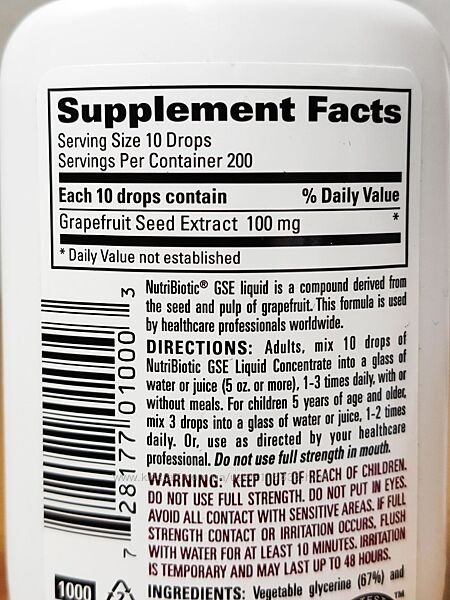 Supplement Facts
Serving Size 10 Drops
Servings Per Container 200
Each 10 drops contain % Daily Value
Grapefruit Seed Extract 100 mg *
* Daily Value not established
NutriBiotic® GSE liquid is a compound derived from
the seed and pulp of grapefruit. This formula is used
by healthcare professionals worldwide.
DIRECTIONS: Adults, mix 10 drops of
NutriBiotic GSE Liquid Concentrate into a glass of
water or juice (5 oz. or more), 1-3 times daily, with or
without meals. For children 5 years of age and older,
mix 3 drops into a glass of water or juice, 1-2 times
daily. Or, use as directed by your healthcare
professional. Do not use full strength in mouth.
WARNING: KEEP OUT OF REACH OF CHILDREN.
DO NOT USE FULL STRENGTH. DO NOT PUT IN EYES.
AVOID ALL CONTACT WITH SENSITIVE AREAS. IF FULL
STRENGTH CONTACT OR IRRITATION OCCURS, FLUSH
WITH WATER FOR AT LEAST 10 MINUTES. IRRITATION
IS TEMPORARY AND MAY LAST UP TO 48 HOURS.
INGREDIENTS: Vegetable glycerine (67%) and
7 28177 01000 3
1000
2
TM